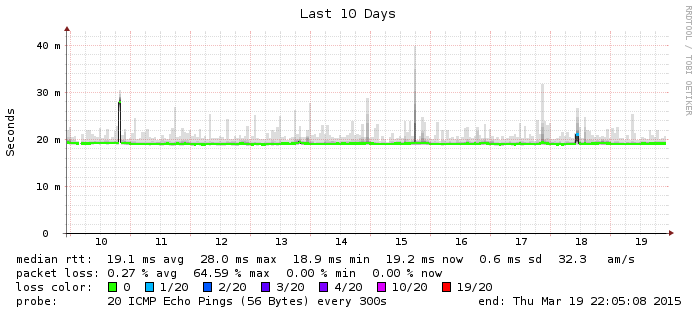 Last 10 Days
RRDTOOL / TOBI OETIKER
Seconds
40 m
30 m
20 m
10 m
0
10 11 12 13 14 15 16 17 18 19
median rtt: 19.1 ms avg 28.0 ms max 18.9 ms min 19.2 ms now 0.6 ms sd 32.3 am/s
packet loss: 0.27 % avg 64.59 % max 0.00 % min 0.00 % now
loss color: 0 1/20 2/20 3/20 4/20 10/20 19/20
probe: 20 ICMP Echo Pings (56 Bytes) every 300s end: Thu Mar 19 22:05:08 2015